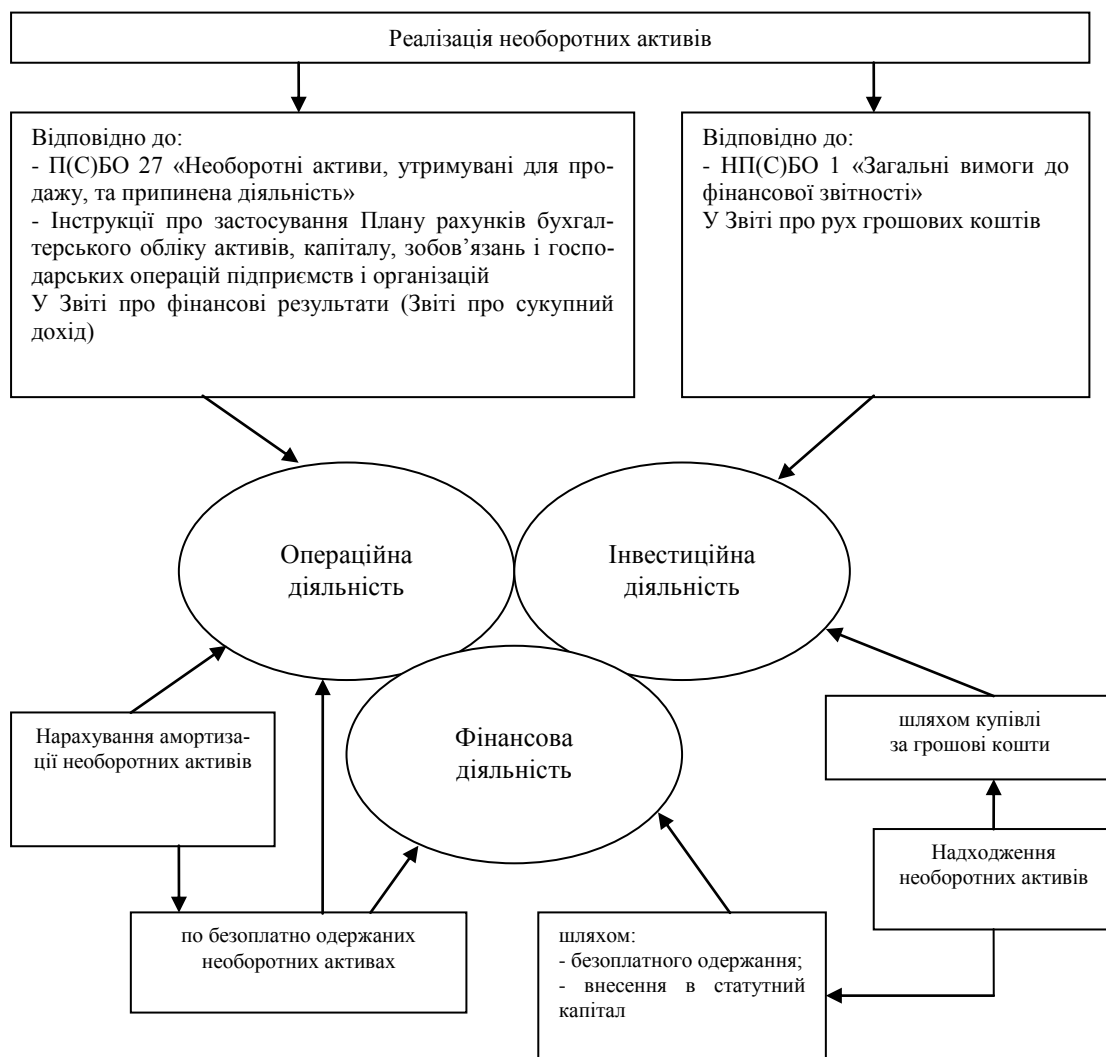 Реалізація необоротних активів
Відповідно до:
- П(С)БО 27 «Необоротні активи, утримувані для про-
дажу, та припинена діяльність»
- Інструкції про застосування Плану рахунків бухгал-
терського обліку активів, капіталу, зобов’язань і госпо-
дарських операцій підприємств і організацій
У Звіті про фінансові результати (Звіті про сукупний
дохід)
Відповідно до:
- НП(С)БО 1 «Загальні вимоги до
фінансової звітності»
У Звіті про рух грошових коштів
Операційна
діяльність
Інвестиційна
діяльність
Фінансова
діяльність
Нарахування амортиза-
ції необоротних активів
шляхом купівлі
за грошові кошти
Надходження
необоротних активів
по безоплатно одержаних
необоротних активах
шляхом:
- безоплатного одержання;
- внесення в статутний
капітал